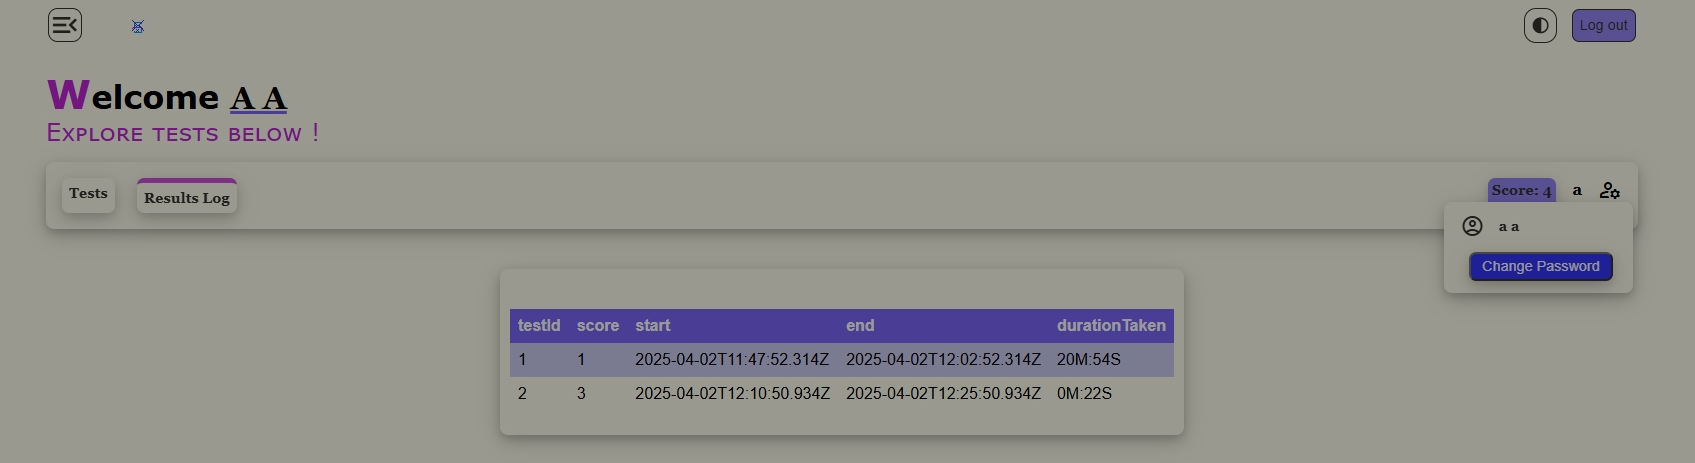 Log out
Welcome A A
Explore tests below !
Tests Results Log Score: 4 a
a a
Change Password
testId score start end durationTaken
1 1 2025-04-02T11:47:52.314Z 2025-04-02T12:02:52.314Z 20M:54S
2 3 2025-04-02T12:10:50.934Z 2025-04-02T12:25:50.934Z 0M:22S